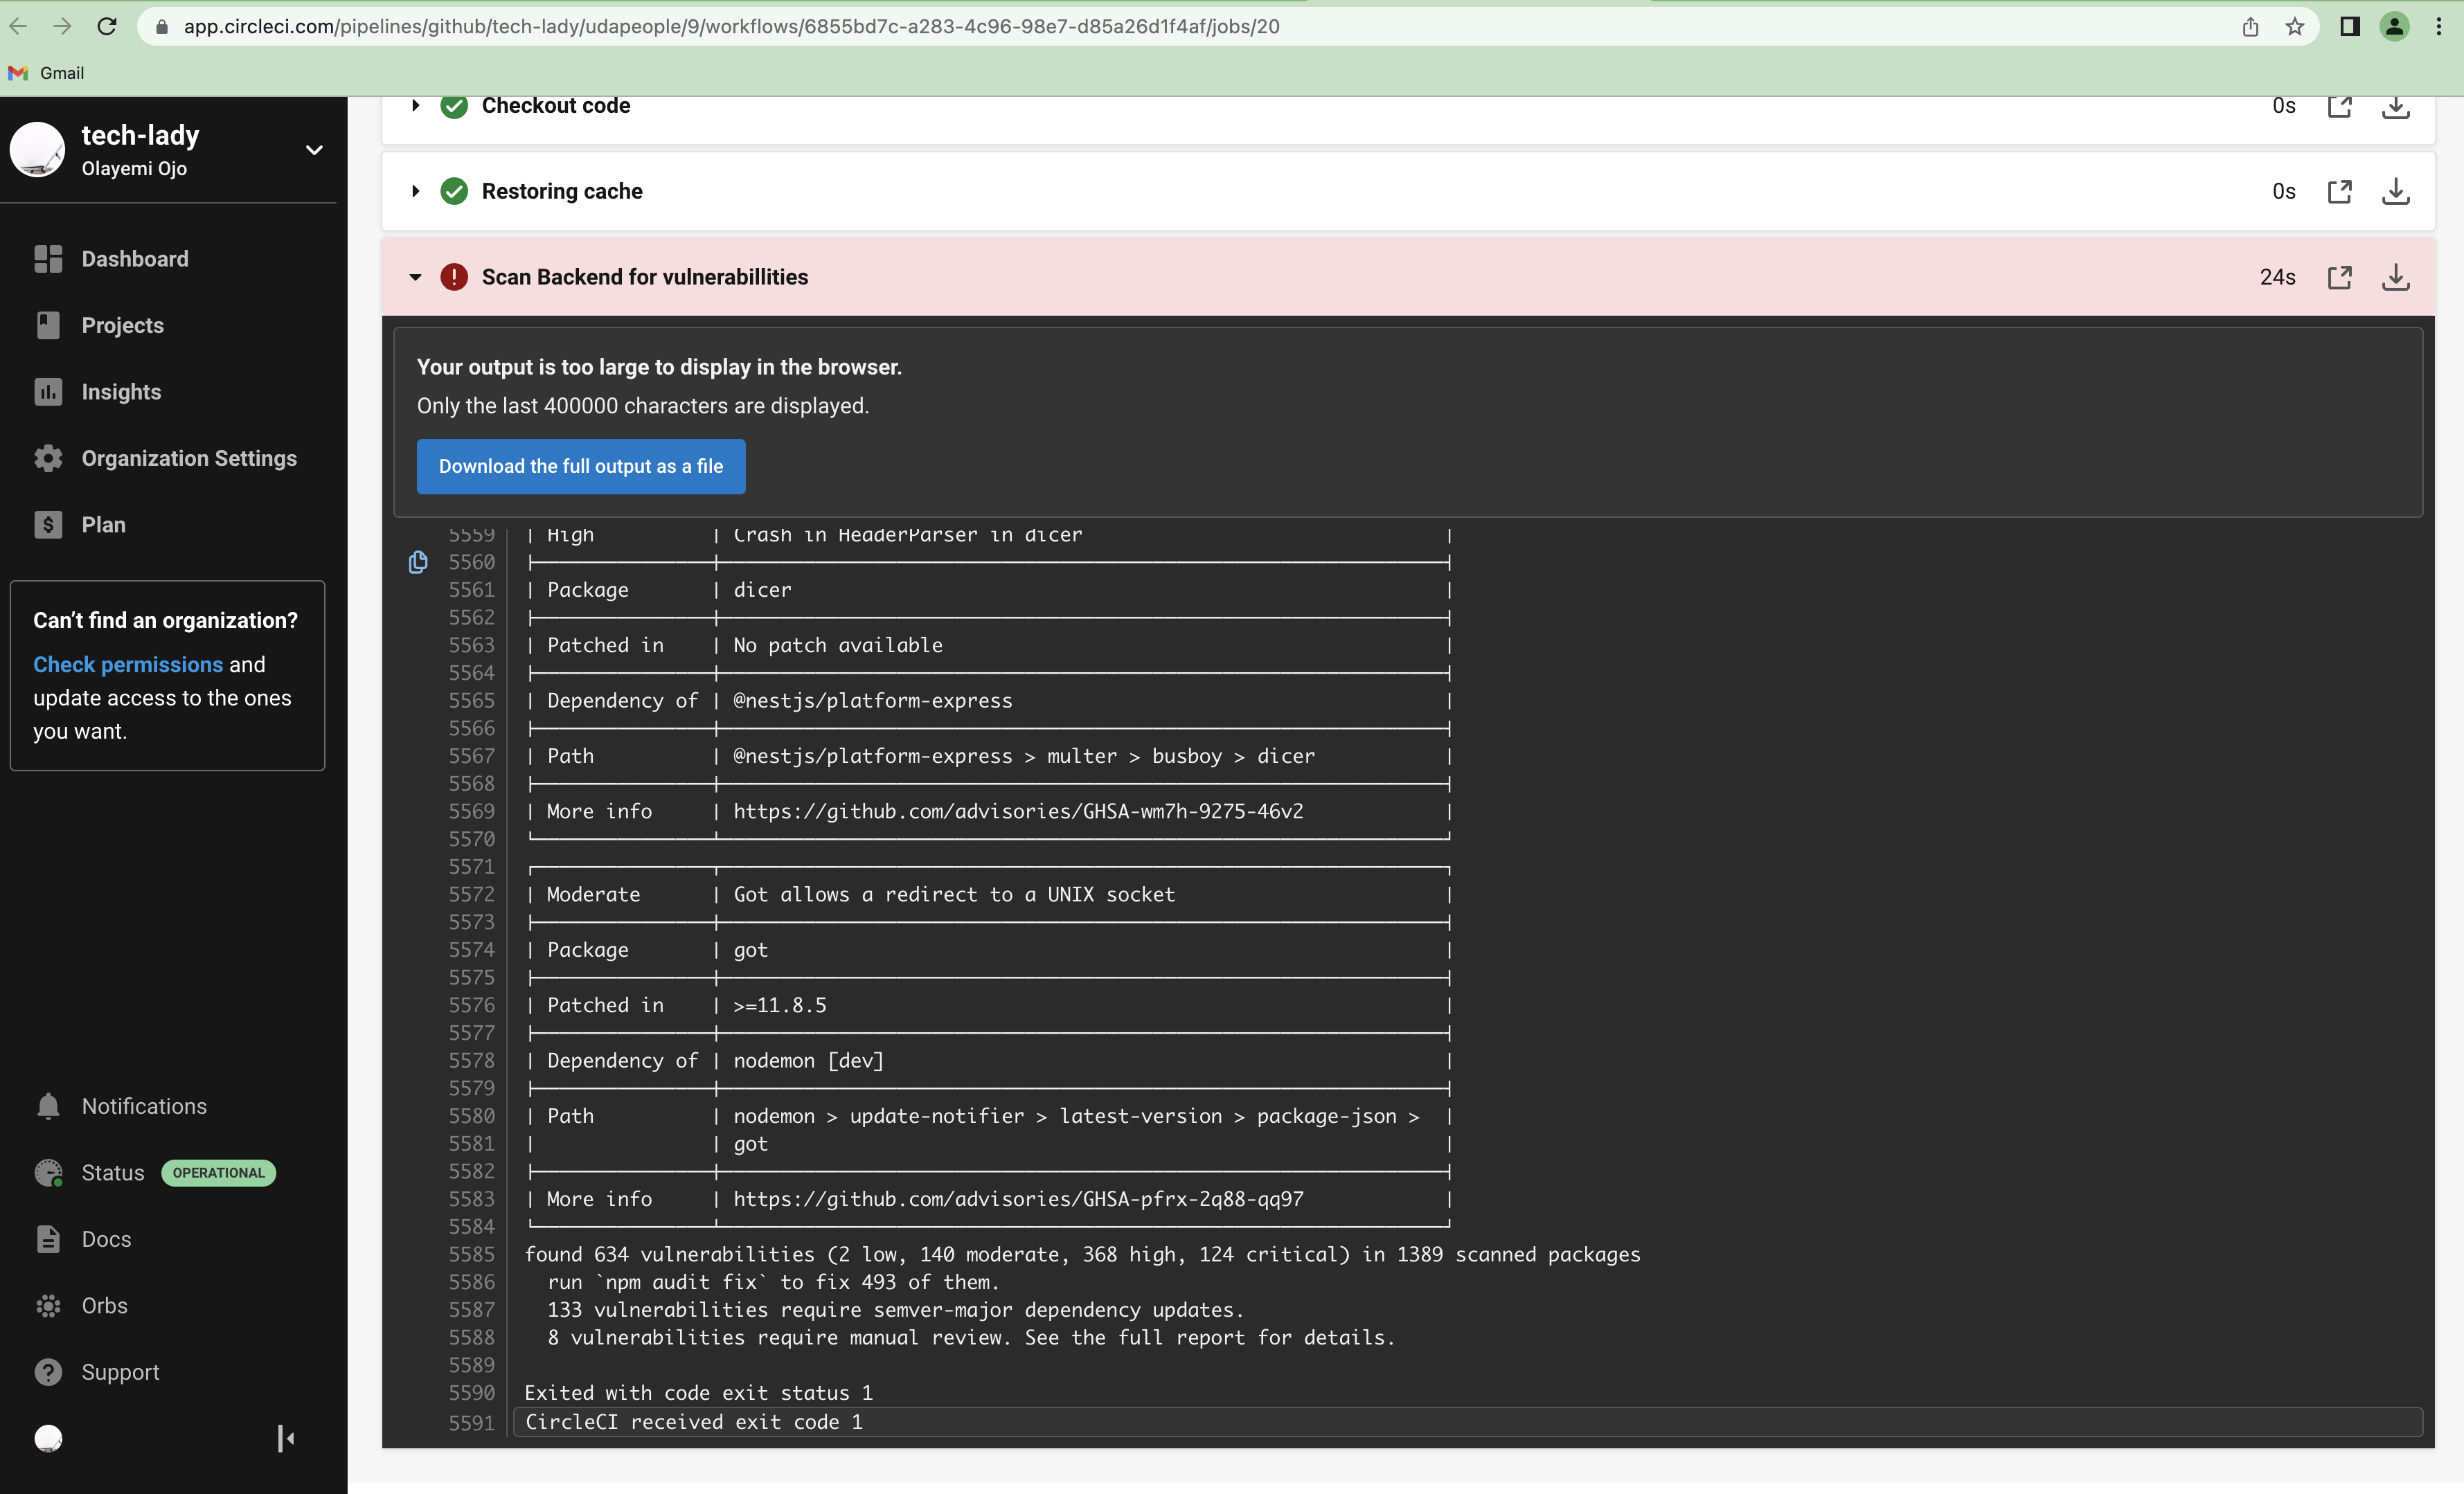 app.circleci.com/pipelines/github/tech-lady/udapeople/9/workflows/6855bd7c-a283-4c96-98e7-d85a26d1f4af/jobs/20
Gmail
tech-lady
Olayemi Ojo
Dashboard
Projects
Insights
Organization Settings
Plan
Can’t find an organization?
Check permissions and
update access to the ones
you want.
Notifications
Status OPERATIONAL
Docs
Orbs
Support
Checkout code 0s
Restoring cache 0s
Scan Backend for vulnerabillities 24s
Your output is too large to display in the browser.
Only the last 400000 characters are displayed.
Download the full output as a file
5559 | High | Crash in HeaderParser in dicer |
5560
5561 | Package | dicer |
5562
5563 | Patched in | No patch available |
5564
5565 | Dependency of | @nestjs/platform-express |
5566
5567 | Path | @nestjs/platform-express > multer > busboy > dicer |
5568
5569 | More info | https://github.com/advisories/GHSA-wm7h-9275-46v2 |
5570
5571
5572 | Moderate | Got allows a redirect to a UNIX socket |
5573
5574 | Package | got |
5575
5576 | Patched in | >=11.8.5 |
5577
5578 | Dependency of | nodemon [dev] |
5579
5580 | Path | nodemon > update-notifier > latest-version > package-json > |
5581 | | got |
5582
5583 | More info | https://github.com/advisories/GHSA-pfrx-2q88-qq97 |
5584
5585 found 634 vulnerabilities (2 low, 140 moderate, 368 high, 124 critical) in 1389 scanned packages
5586 run `npm audit fix` to fix 493 of them.
5587 133 vulnerabilities require semver-major dependency updates.
5588 8 vulnerabilities require manual review. See the full report for details.
5589
5590 Exited with code exit status 1
5591 CircleCI received exit code 1